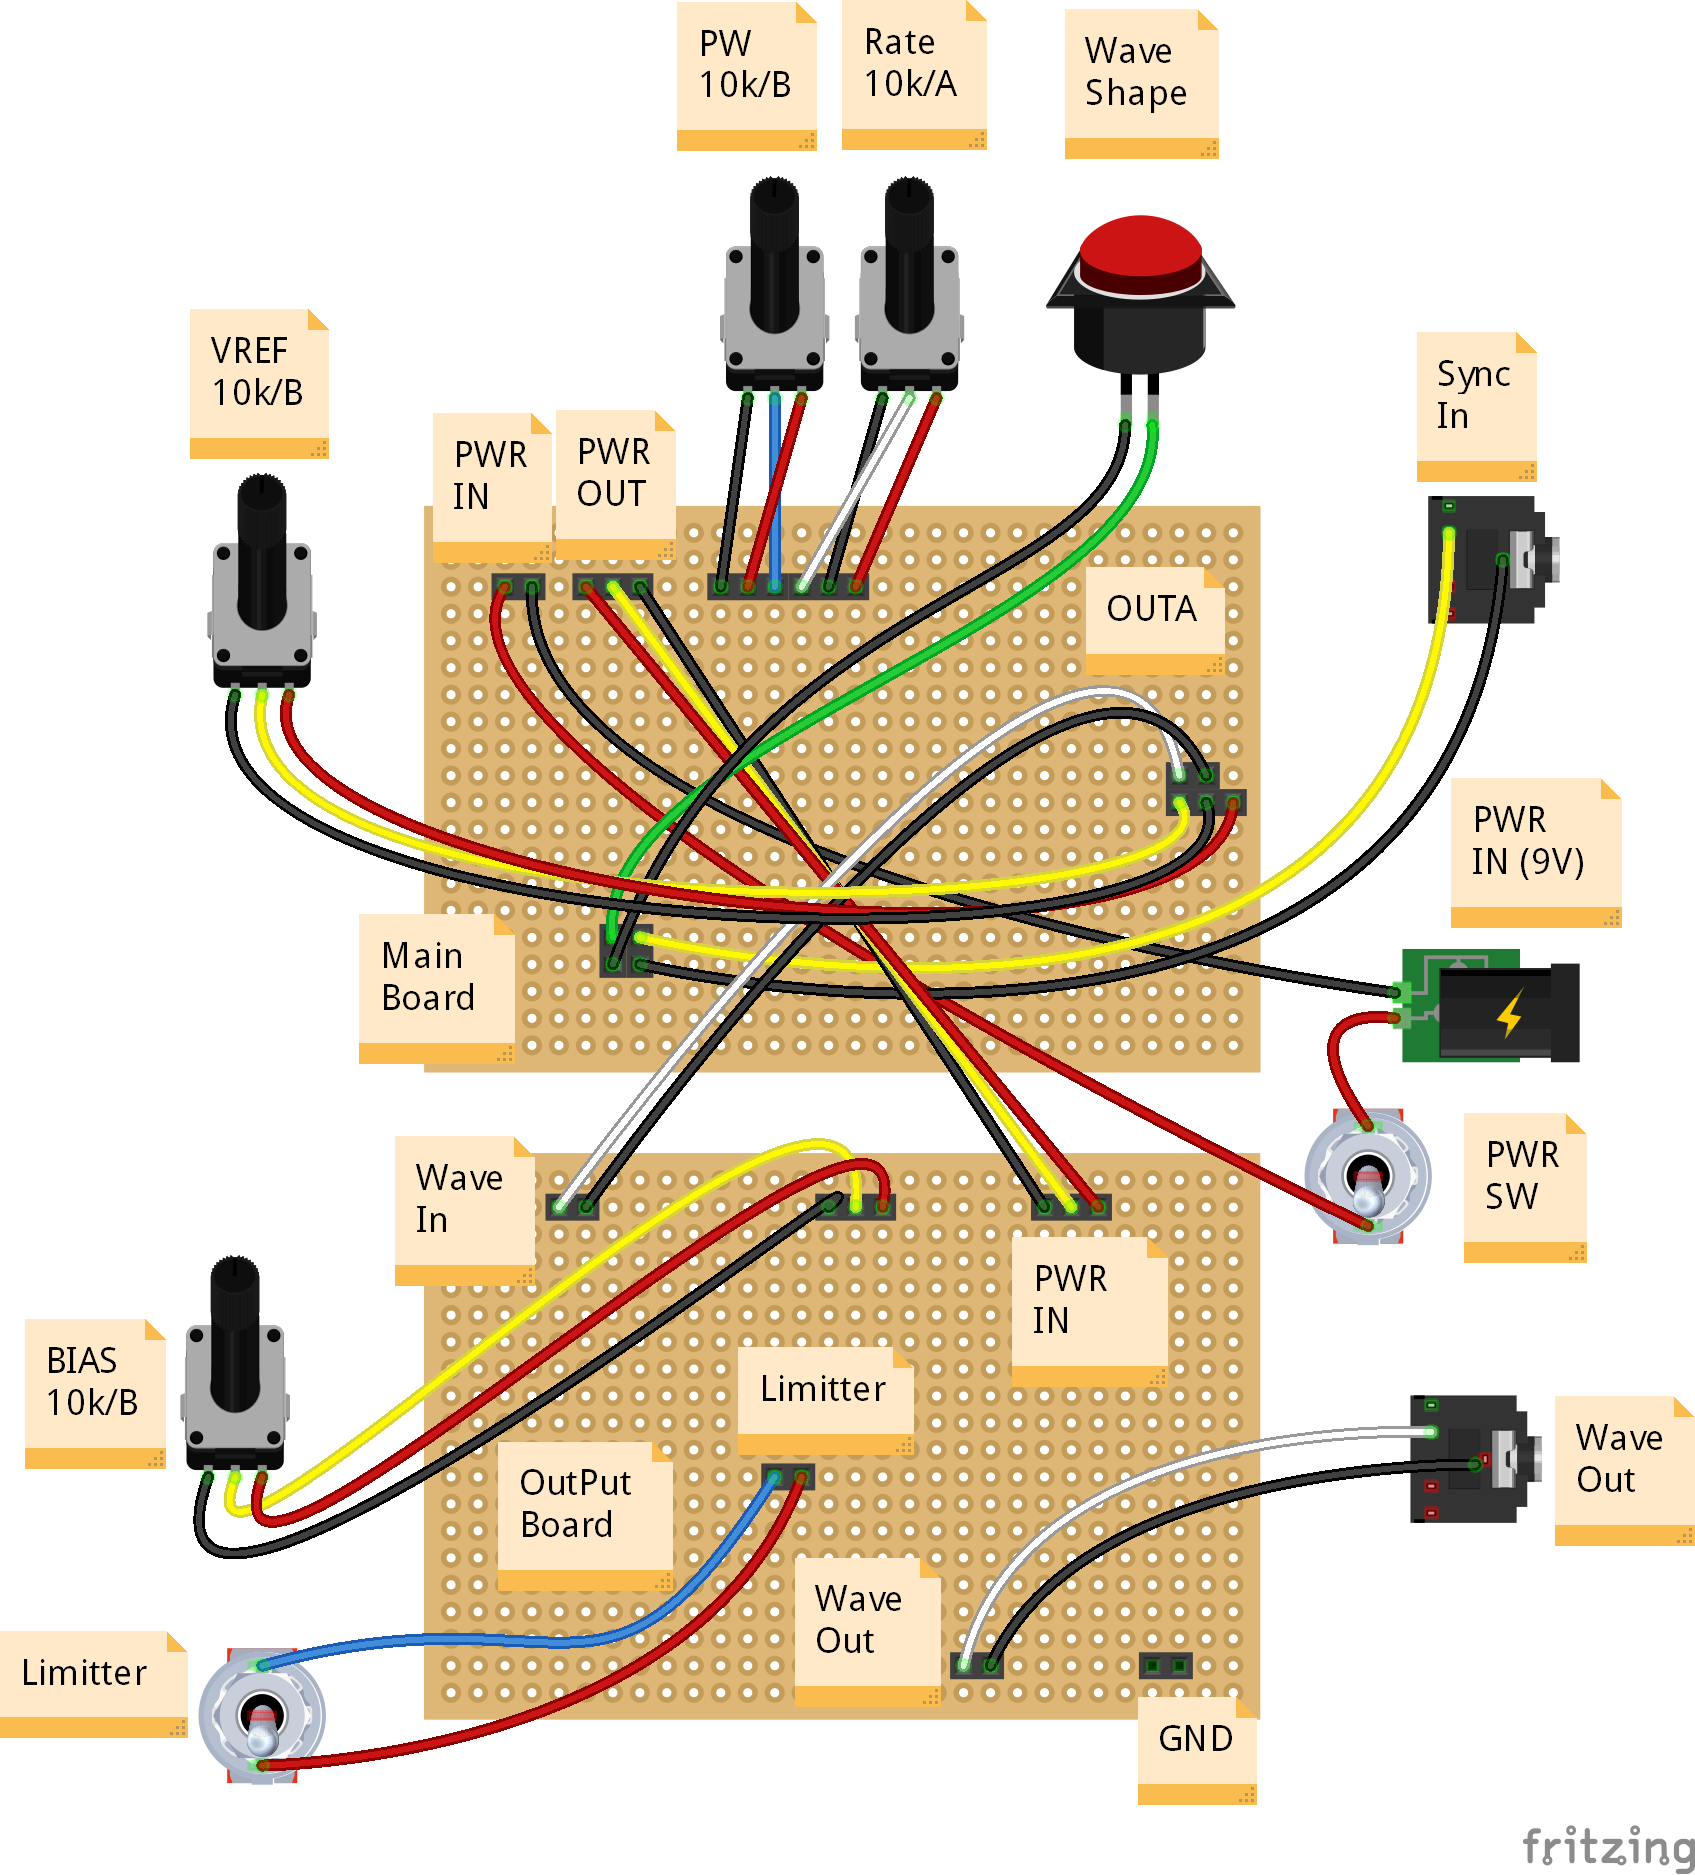 PW
10k/B
Rate
10k/A
Wave
Shape
VREF
10k/B
Sync
In
PWR
IN
PWR
OUT
OUTA
PWR
IN (9V)
Main
Board
PWR
SW
Wave
In
PWR
IN
BIAS
10k/B
Limitter
Wave
Out
OutPut
Board
Wave
Out
Limitter
GND
fritzing